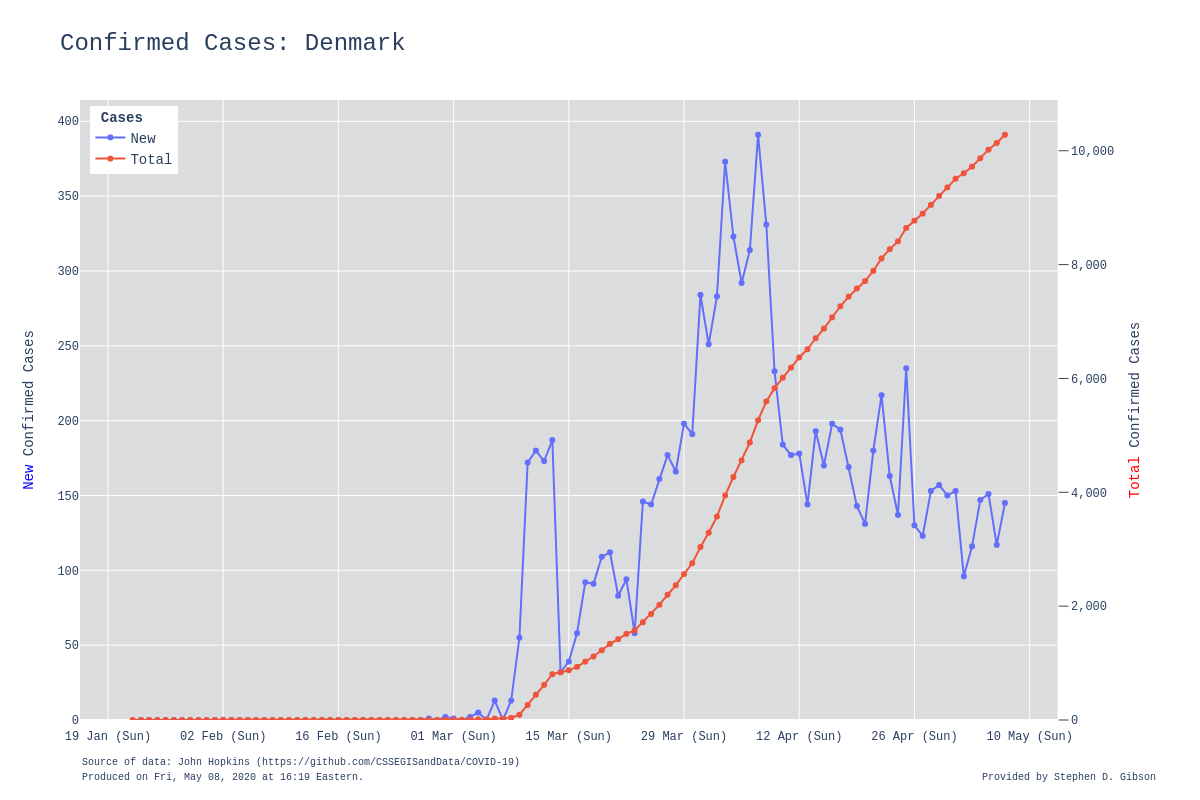 Confirmed Cases: Denmark
Cases
New
Total
400
350
300
250
200
150
100
50
0
New Confirmed Cases
10,000
8,000
6,000
4,000
2,000
0
Total Confirmed Cases
19 Jan (Sun)
02 Feb (Sun)
16 Feb (Sun)
01 Mar (Sun)
15 Mar (Sun)
29 Mar (Sun)
12 Apr (Sun)
26 Apr (Sun)
10 May (Sun)
Source of data: John Hopkins (https://github.com/CSSEGISandData/COVID-19)
Produced on Fri, May 08, 2020 at 16:19 Eastern.
Provided by Stephen D. Gibson